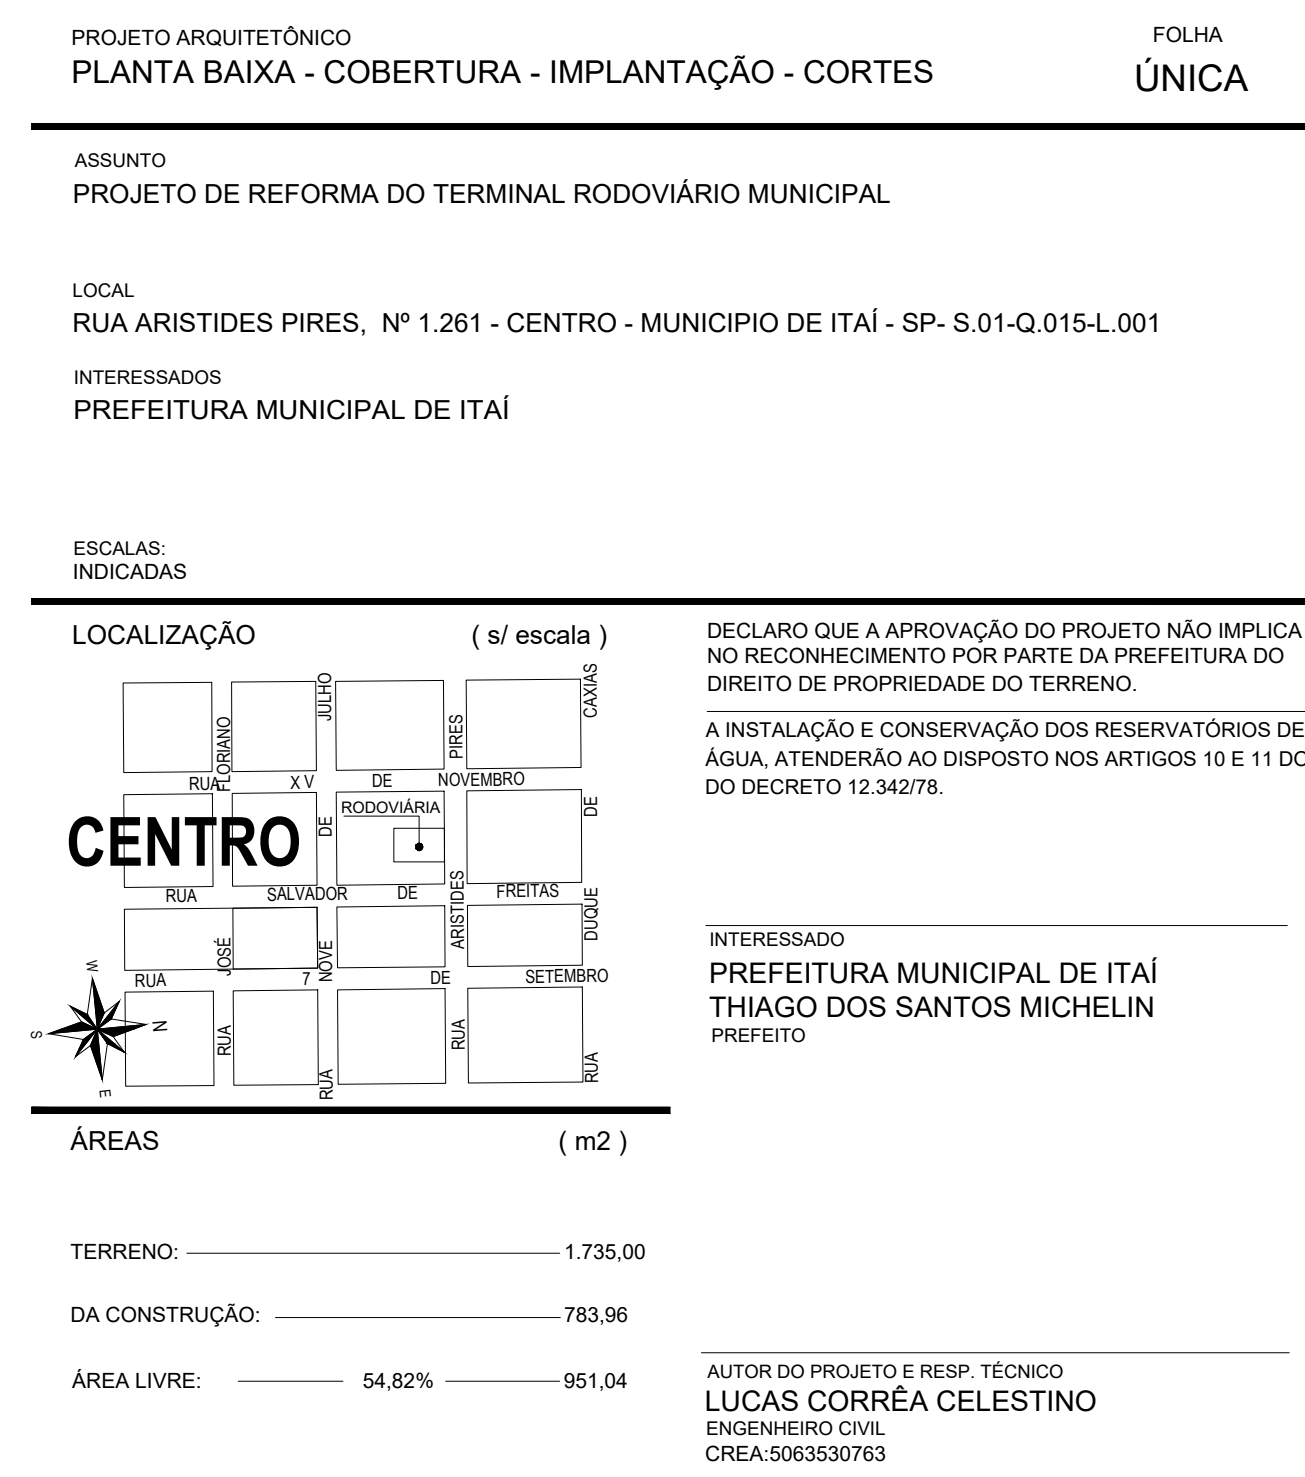 PROJETO ARQUITETÔNICO
PLANTA BAIXA - COBERTURA - IMPLANTAÇÃO - CORTES
FOLHA
ÚNICA
ASSUNTO
PROJETO DE REFORMA DO TERMINAL RODOVIÁRIO MUNICIPAL
LOCAL
RUA ARISTIDES PIRES, Nº 1.261 - CENTRO - MUNICIPIO DE ITAÍ - SP- S.01-Q.015-L.001
INTERESSADOS
PREFEITURA MUNICIPAL DE ITAÍ
ESCALAS:
INDICADAS
LOCALIZAÇÃO ( s/ escala )
RUA XV DE NOVEMBRO
RODOVIÁRIA
CENTRO
RUA SALVADOR DE FREITAS
RUA 7 DE SETEMBRO
RUA JOSÉ FLORIANO
RUA NOVE DE JULHO
RUA ARISTIDES PIRES
RUA DUQUE DE CAXIAS
W
S
N
E
ÁREAS ( m2 )
TERRENO: 1.735,00
DA CONSTRUÇÃO: 783,96
ÁREA LIVRE: 54,82% 951,04
DECLARO QUE A APROVAÇÃO DO PROJETO NÃO IMPLICA
NO RECONHECIMENTO POR PARTE DA PREFEITURA DO
DIREITO DE PROPRIEDADE DO TERRENO.
A INSTALAÇÃO E CONSERVAÇÃO DOS RESERVATÓRIOS DE
ÁGUA, ATENDERÃO AO DISPOSTO NOS ARTIGOS 10 E 11 DO
DO DECRETO 12.342/78.
INTERESSADO
PREFEITURA MUNICIPAL DE ITAÍ
THIAGO DOS SANTOS MICHELIN
PREFEITO
AUTOR DO PROJETO E RESP. TÉCNICO
LUCAS CORRÊA CELESTINO
ENGENHEIRO CIVIL
CREA:5063530763